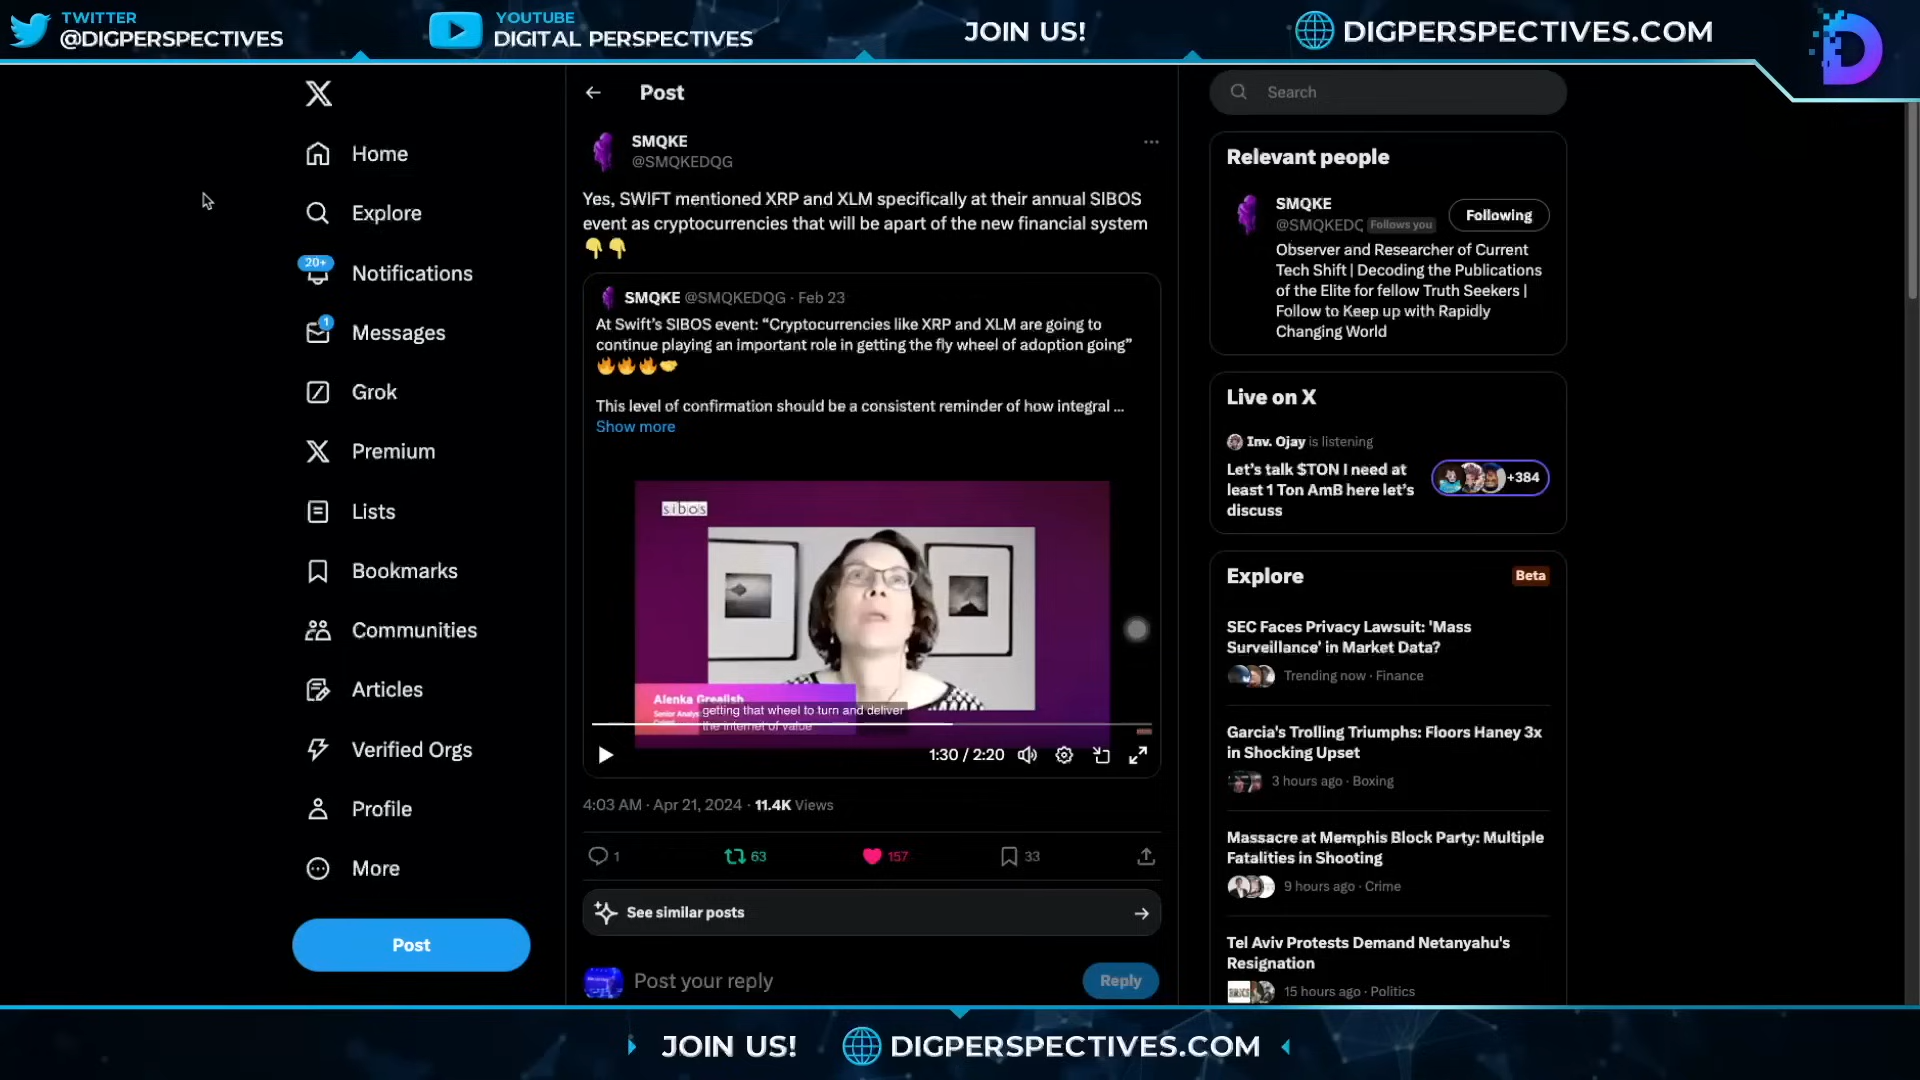 TWITTER
@DIGPERSPECTIVES
YOUTUBE
DIGITAL PERSPECTIVES
JOIN US!
DIGPERSPECTIVES.COM
Home
Explore
20+
Notifications
1
Messages
Grok
Premium
Lists
Bookmarks
Communities
Articles
Verified Orgs
Profile
More
Post
Post
SMQKE
@SMQKEDQG
Yes, SWIFT mentioned XRP and XLM specifically at their annual SIBOS
event as cryptocurrencies that will be apart of the new financial system
👇👇
SMQKE @SMQKEDQG · Feb 23
At Swift's SIBOS event: “Cryptocurrencies like XRP and XLM are going to
continue playing an important role in getting the fly wheel of adoption going”
🔥🔥🔥🤝
This level of confirmation should be a consistent reminder of how integral ...
Show more
sibos
Alenka Grealish
Senior Analys
getting that wheel to turn and deliver
the internet of value
1:30 / 2:20
4:03 AM · Apr 21, 2024 · 11.4K Views
1
63
157
33
See similar posts
Post your reply
Reply
Search
Relevant people
SMQKE
@SMQKEDC Follows you
Following
Observer and Researcher of Current
Tech Shift | Decoding the Publications
of the Elite for fellow Truth Seekers |
Follow to Keep up with Rapidly
Changing World
Live on X
Inv. Ojay is listening
Let's talk $TON I need at
least 1 Ton AmB here let's
discuss
+384
Explore
Beta
SEC Faces Privacy Lawsuit: 'Mass
Surveillance' in Market Data?
Trending now · Finance
Garcia's Trolling Triumphs: Floors Haney 3x
in Shocking Upset
3 hours ago · Boxing
Massacre at Memphis Block Party: Multiple
Fatalities in Shooting
9 hours ago · Crime
Tel Aviv Protests Demand Netanyahu's
Resignation
15 hours ago · Politics
JOIN US!
DIGPERSPECTIVES.COM